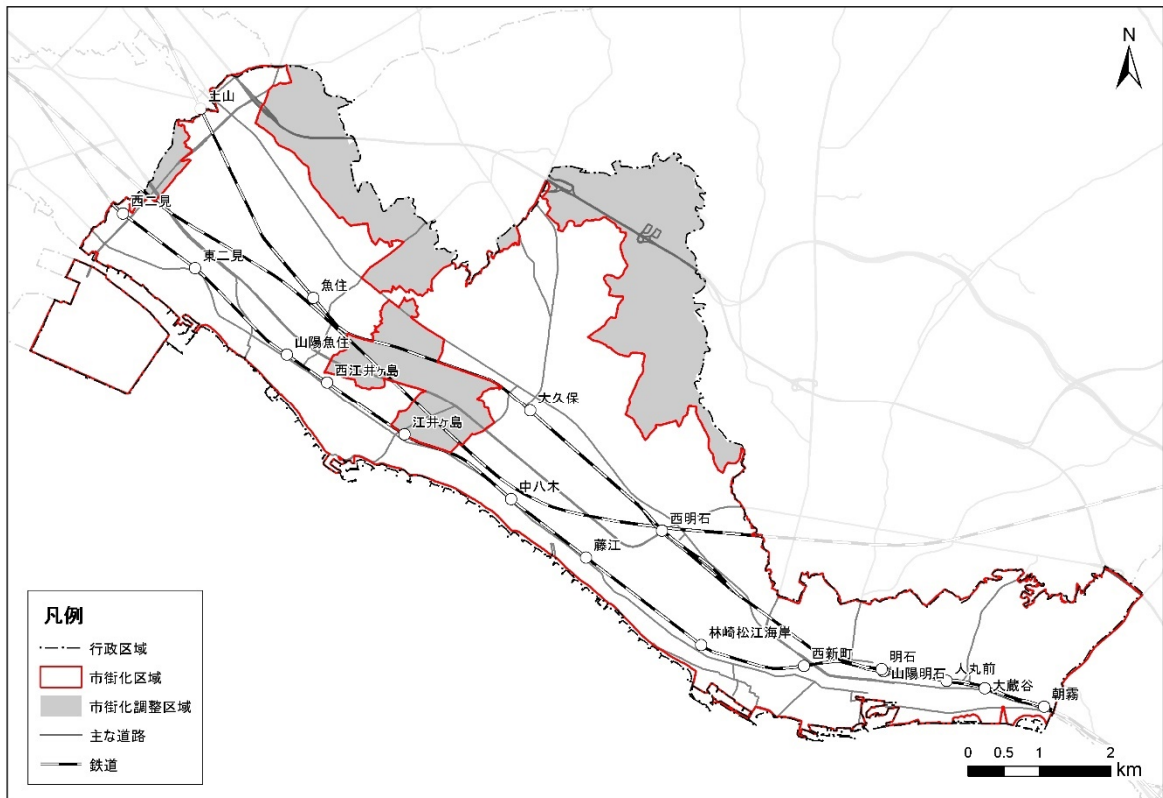 N
土山
西二見
東二見
魚住
山陽魚住
西江井ヶ島
大久保
江井ヶ島
中八木
西明石
藤江
林崎松江海岸
西新町
明石
山陽明石
人丸前
大蔵谷
朝霧
凡例
行政区域
市街化区域
市街化調整区域
主な道路
鉄道
0 0.5 1 2
km